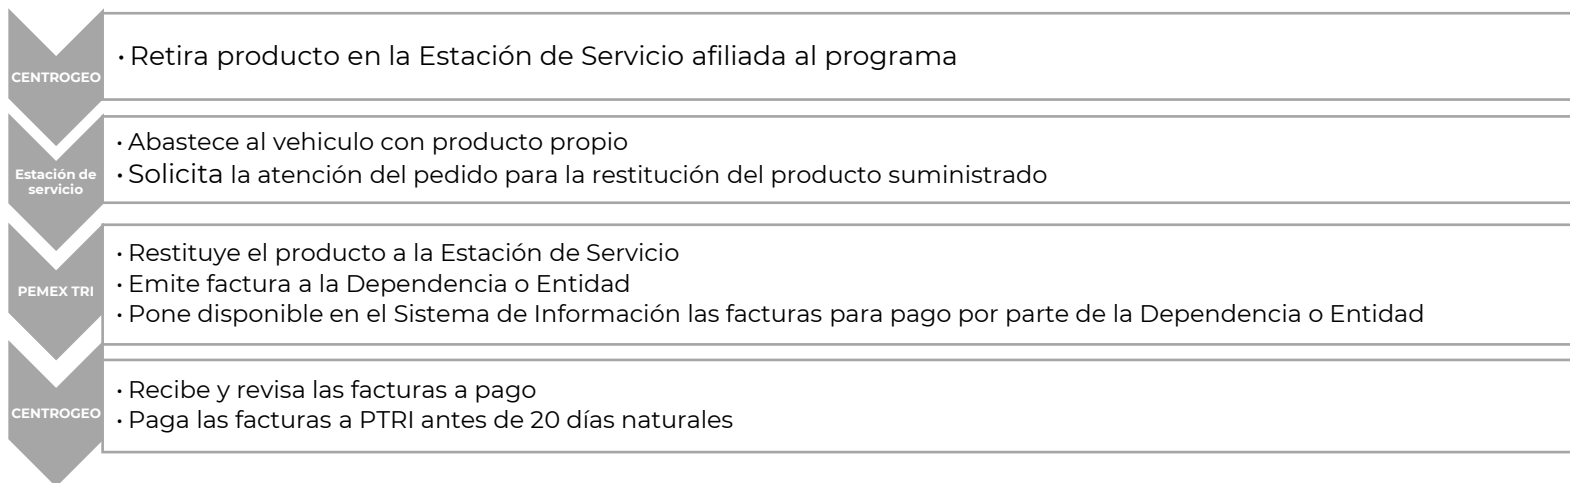 CENTROGEO
· Retira producto en la Estación de Servicio afiliada al programa
Estación de
servicio
· Abastece al vehiculo con producto propio
· Solicita la atención del pedido para la restitución del producto suministrado
PEMEX TRI
· Restituye el producto a la Estación de Servicio
· Emite factura a la Dependencia o Entidad
· Pone disponible en el Sistema de Información las facturas para pago por parte de la Dependencia o Entidad
CENTROGEO
· Recibe y revisa las facturas a pago
· Paga las facturas a PTRI antes de 20 días naturales